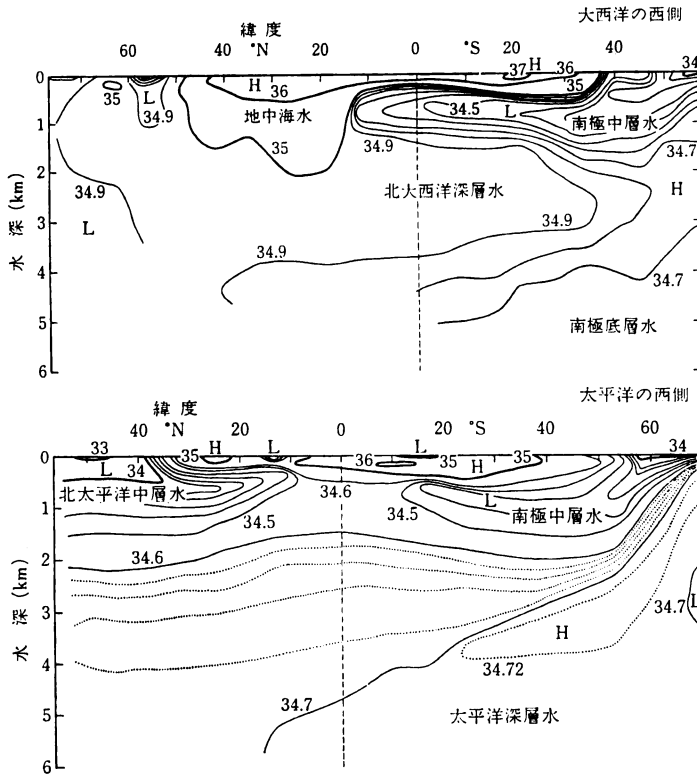 大西洋の西側
緯度
60 40 °N 20 0 °S 20 40 60
0 35 L 34.9 H 36 37 H 36 35 34
地中海水 34.5 L 南極中層水
1
35 34.9 34.7
2
34.9 北大西洋深層水 H
水深(km)
L 3 34.9
34.9
4 34.7
5 南極底層水
6
太平洋の西側
緯度
40 °N 20 0 °S 20 40 60
33 35 H L L 34
0 L 34 36 35 H 35
北太平洋中層水 34.6 L
1 34.5 34.5 南極中層水
34.6
2
水深(km)
34.7 L
3 H
4 34.72
34.7
5 太平洋深層水
6